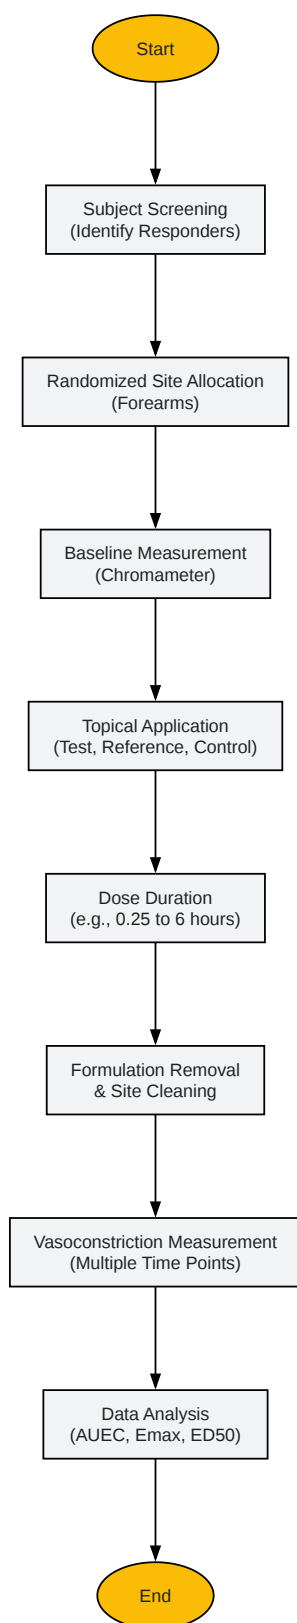 Start
Subject Screening
(Identify Responders)
Randomized Site Allocation
(Forearms)
Baseline Measurement
(Chromameter)
Topical Application
(Test, Reference, Control)
Dose Duration
(e.g., 0.25 to 6 hours)
Formulation Removal
& Site Cleaning
Vasoconstriction Measurement
(Multiple Time Points)
Data Analysis
(AUEC, Emax, ED50)
End